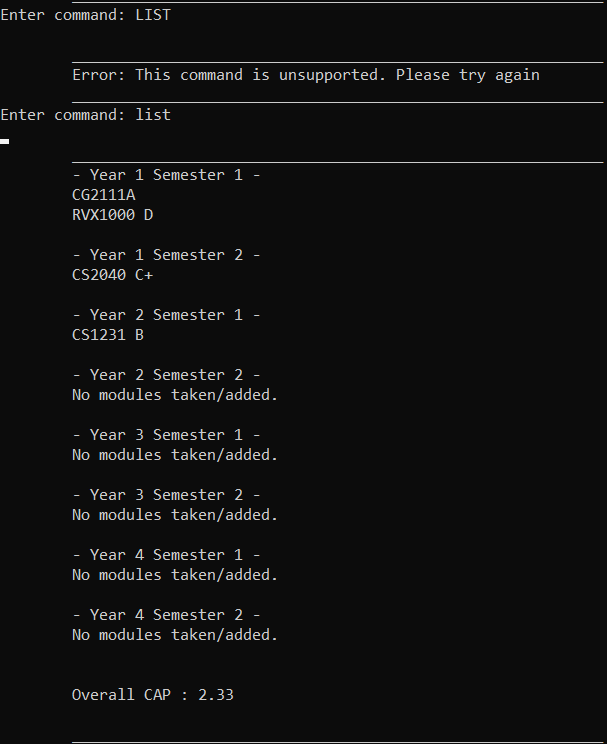 Enter command: LIST
Error: This command is unsupported. Please try again
Enter command: list
- Year 1 Semester 1 -
CG2111A
RVX1000 D
- Year 1 Semester 2 -
CS2040 C+
- Year 2 Semester 1 -
CS1231 B
- Year 2 Semester 2 -
No modules taken/added.
- Year 3 Semester 1 -
No modules taken/added.
- Year 3 Semester 2 -
No modules taken/added.
- Year 4 Semester 1 -
No modules taken/added.
- Year 4 Semester 2 -
No modules taken/added.
Overall CAP : 2.33